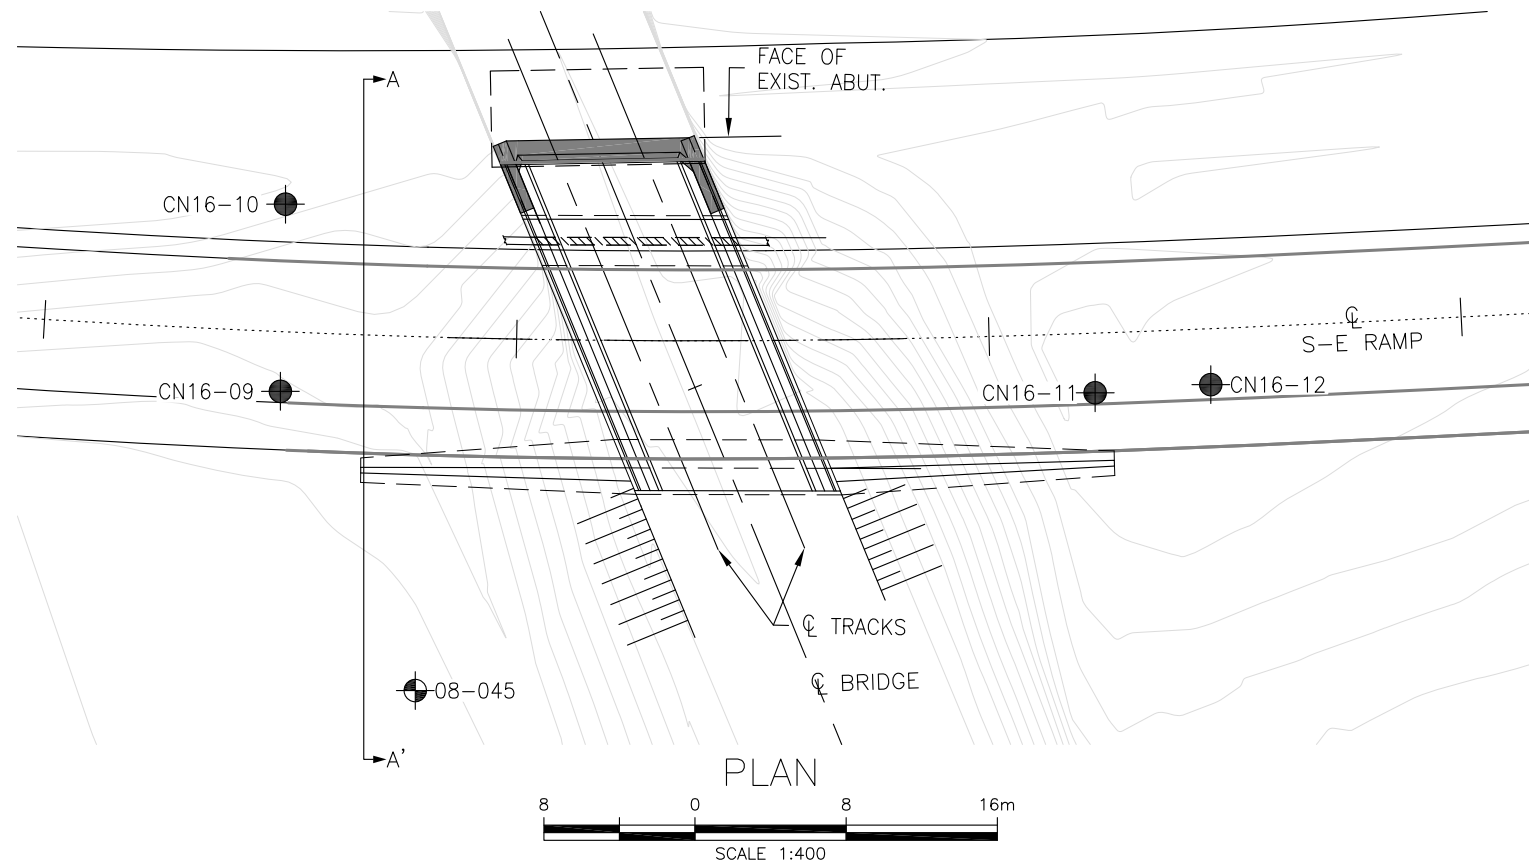 FACE OF
EXIST. ABUT.
A
CN16-10
℄
S-E RAMP
CN16-09
CN16-11
CN16-12
℄ TRACKS
℄ BRIDGE
08-045
A'
PLAN
8 0 8 16m
SCALE 1:400